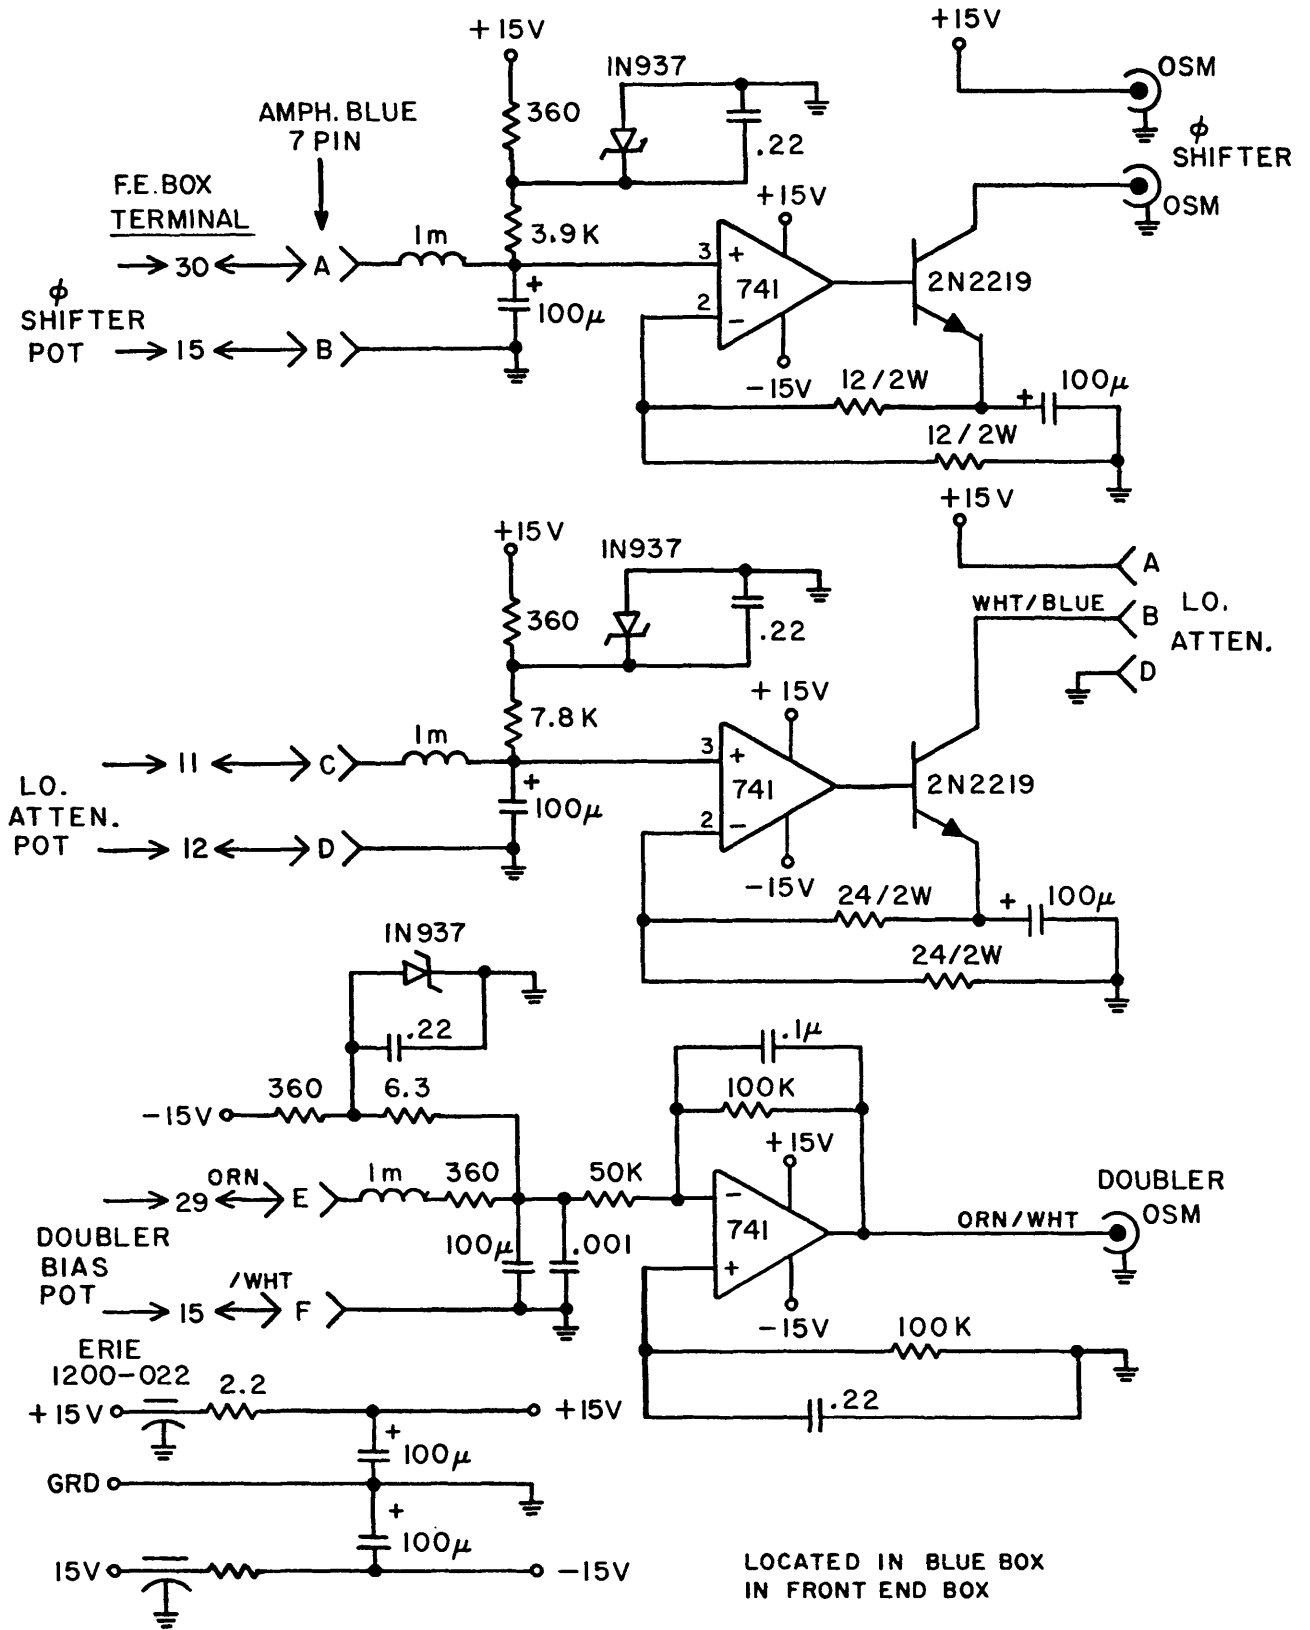 +15V
+15V
IN937
OSM
AMPH. BLUE
7 PIN
360
.22
φ
SHIFTER
F.E. BOX
TERMINAL
+15V
OSM
1m
3.9K
30
A
3
+
741
2N2219
φ
SHIFTER
POT
+
100μ
2
−
15
B
−15V
12/2W
+
100μ
12/2W
+15V
+15V
IN937
A
360
.22
WHT/BLUE
B
LO.
ATTEN.
D
+15V
7.8K
1m
11
C
3
+
741
2N2219
LO.
ATTEN.
POT
+
100μ
2
−
12
D
−15V
24/2W
+
100μ
24/2W
IN937
.22
.1μ
360
6.3
100K
−15V
+15V
ORN
1m
360
50K
29
E
−
741
DOUBLER
OSM
ORN/WHT
DOUBLER
BIAS
POT
100μ
.001
+
/WHT
15
F
−15V
100K
ERIE
1200-022
2.2
.22
+15V
+15V
+
100μ
GRD
+
100μ
15V
−15V
LOCATED IN BLUE BOX
IN FRONT END BOX